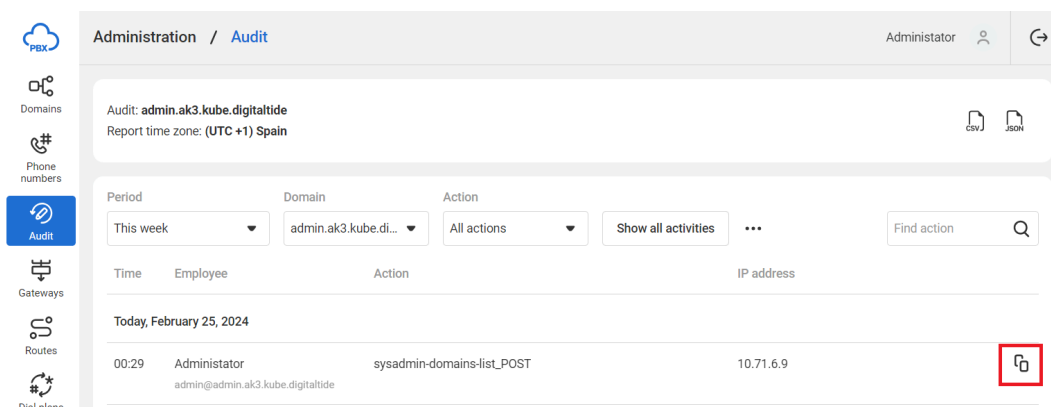 PBX
Administration / Audit
Administator
Domains
Phone
numbers
Audit
Gateways
Routes
Dial plans
Audit: admin.ak3.kube.digitaltide
Report time zone: (UTC +1) Spain
CSV
JSON
Period
Domain
Action
This week
admin.ak3.kube.di...
All actions
Show all activities
•••
Find action
Time
Employee
Action
IP address
Today, February 25, 2024
00:29
Administator
sysadmin-domains-list_POST
10.71.6.9
admin@admin.ak3.kube.digitaltide